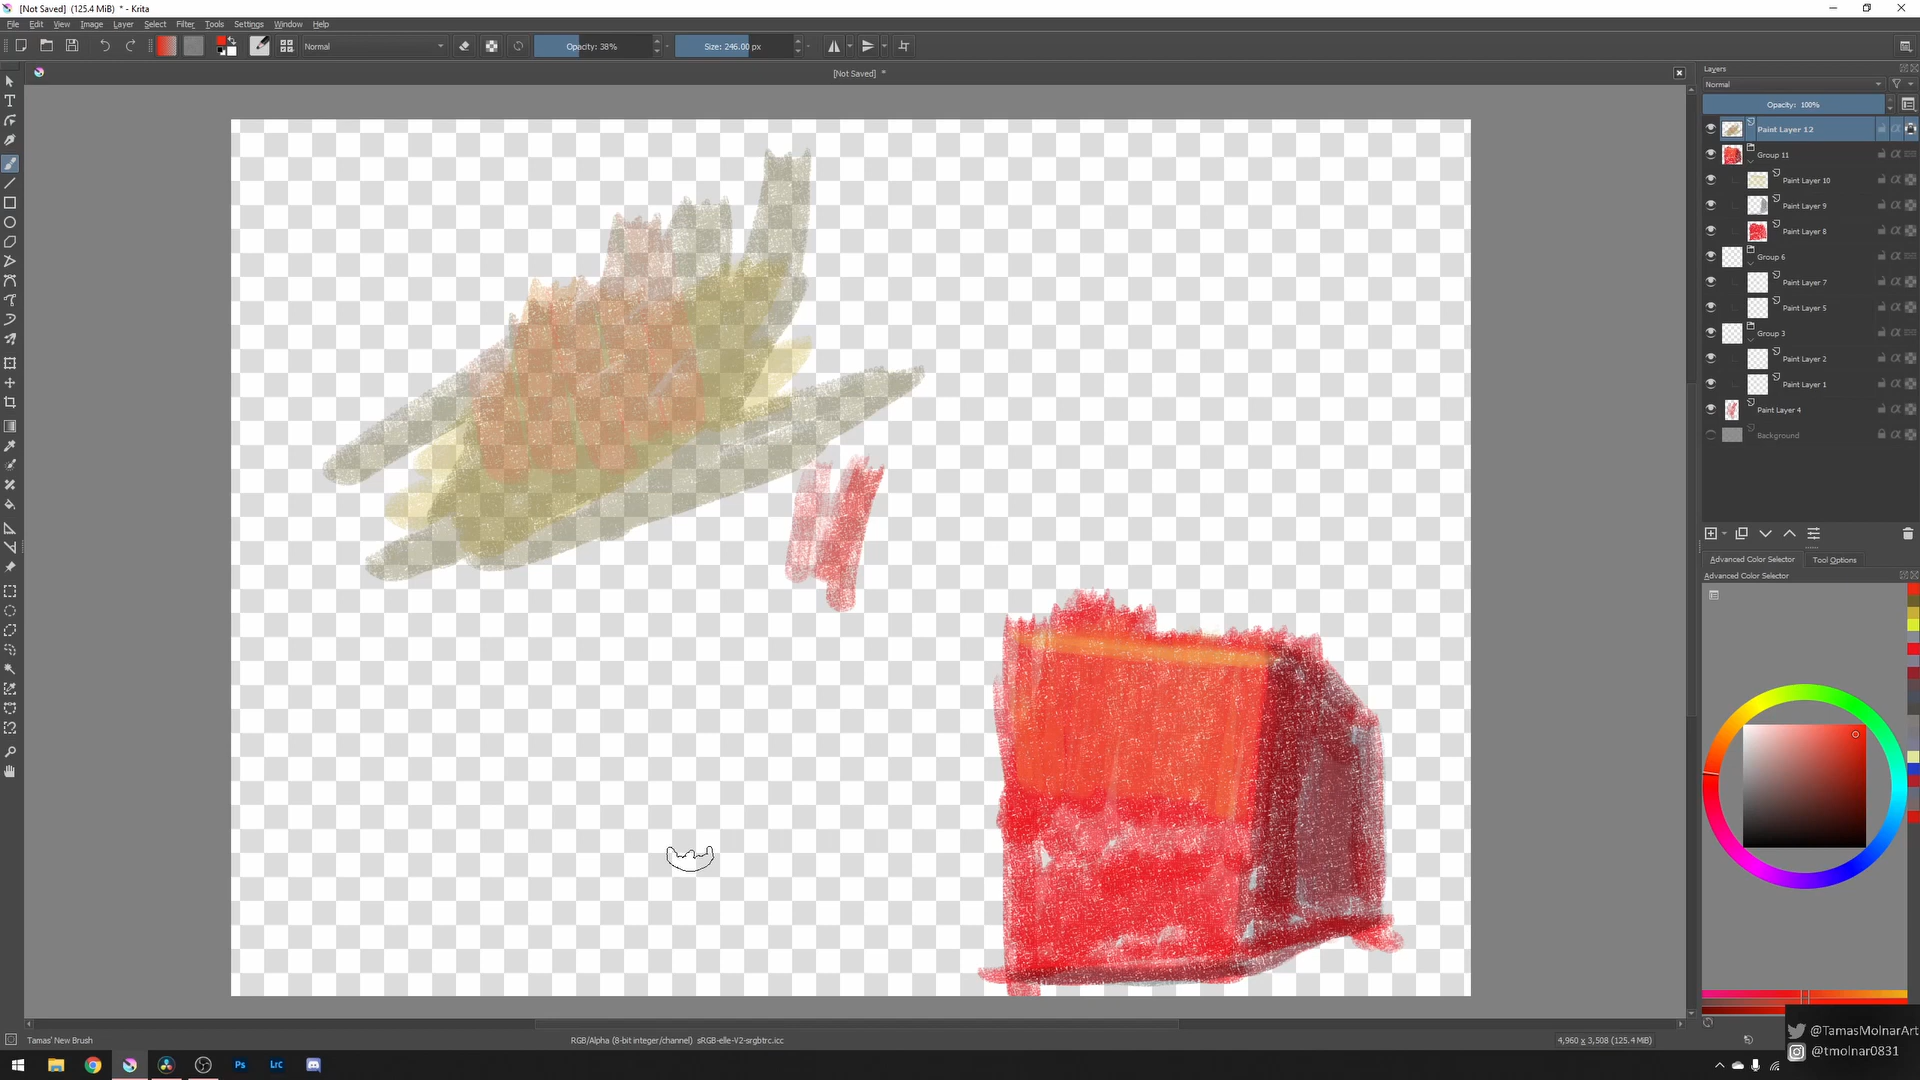 [Not Saved]  (125.4 MiB)  * - Krita
File Edit View Image Layer Select Filter Tools Settings Window Help
Normal
Opacity: 38%
Size: 246.00 px
[Not Saved]  *
Layers
Normal
Opacity:  100%
Paint Layer 12
Group 11
Paint Layer 10
Paint Layer 9
Paint Layer 8
Group 6
Paint Layer 7
Paint Layer 5
Group 3
Paint Layer 2
Paint Layer 1
Paint Layer 4
Background
Advanced Color Selector
Tool Options
Advanced Color Selector
Tamas' New Brush
RGB/Alpha (8-bit integer/channel)  sRGB-elle-V2-srgbtrc.icc
4,960 x 3,508 (125.4 MiB)
@TamasMolnarArt
@tmolnar0831
Ps
LrC